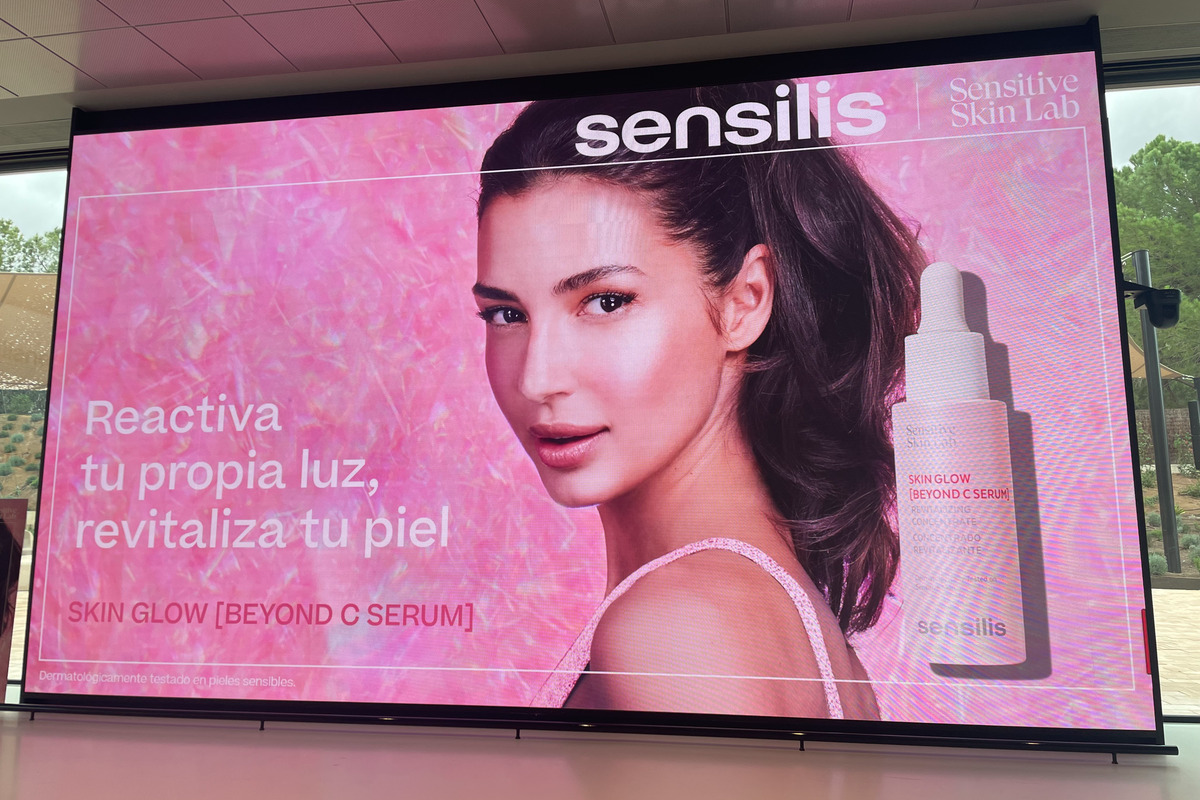 sensilis
Sensitive
Skin Lab
Reactiva
tu propia luz,
revitaliza tu piel
SKIN GLOW [BEYOND C SERUM]
Dermatológicamente testado en pieles sensibles.
Sensitive
Skin Lab
SKIN GLOW
[BEYOND C SERUM]
REVITALIZING
CONCENTRATE
CONCENTRADO
REVITALIZANTE
sensilis